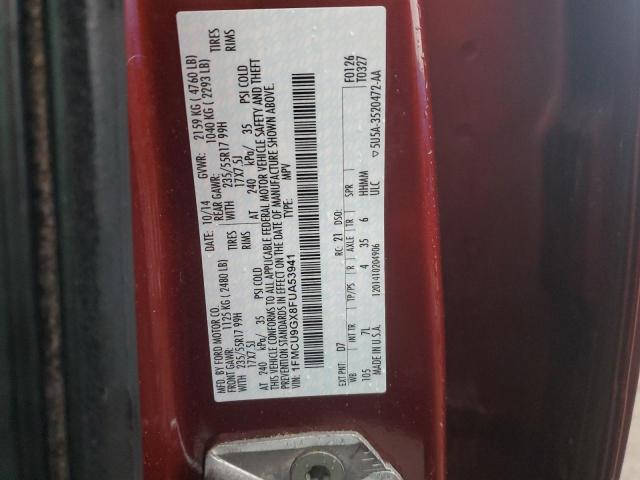 MFD. BY FORD MOTOR CO.
DATE: 10/14 GVWR: 2159 KG ( 4760 LB)
FRONT GAWR: 1125 KG ( 2480 LB) REAR GAWR: 1040 KG ( 2293 LB)
WITH 235/55R17 99H TIRES WITH 235/55R17 99H TIRES
17X7.5J RIMS 17X7.5J RIMS
AT 240 kPa/ 35 PSI COLD AT 240 kPa/ 35 PSI COLD
THIS VEHICLE CONFORMS TO ALL APPLICABLE FEDERAL MOTOR VEHICLE SAFETY AND THEFT
PREVENTION STANDARDS IN EFFECT ON THE DATE OF MANUFACTURE SHOWN ABOVE.
VIN: 1FMCU9GX8FUA53941 TYPE: MPV
F0126
T0327
EXT PNT: D7 RC: 21 DSO:
WB INT TR TP/PS R AXLE TR SPR
105 7L 4 35 6 HHMM
MADE IN U.S.A. 1201410204906 ULC
5U5A-3520472-AA